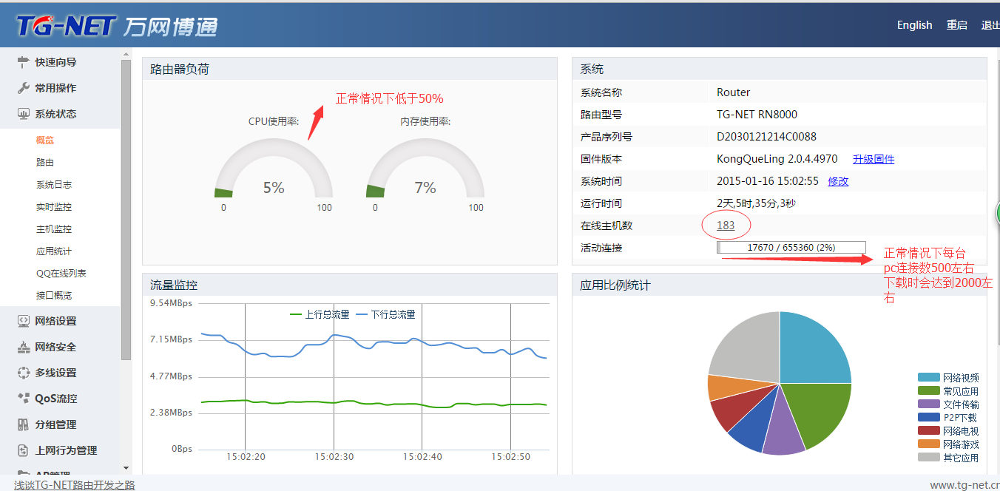 TG-NET 万网博通
English 重启 退出
快速向导
常用操作
系统状态
概览
路由
系统日志
实时监控
主机监控
应用统计
QQ在线列表
接口概览
网络设置
网络安全
多线设置
QoS流控
分组管理
上网行为管理
AP管理
路由器负荷
正常情况下低于50%
CPU使用率:
内存使用率:
5%
7%
0
100
0
100
系统
系统名称 Router
路由型号 TG-NET RN8000
产品序列号 D2030121214C0088
固件版本 KongQueLing 2.0.4.4970 升级固件
系统时间 2015-01-16 15:02:55 修改
运行时间 2天,5时,35分,3秒
在线主机数 183
活动连接 17670 / 655360 (2%)
正常情况下每台
pc连接数500左右
下载时会达到2000左
右
流量监控
9.54MBps
上行总流量 下行总流量
7.15MBps
4.77MBps
2.38MBps
0Bps
15:02:20
15:02:30
15:02:40
15:02:50
应用比例统计
网络视频
常见应用
文件传输
P2P下载
网络电视
网络游戏
其它应用
浅谈TG-NET路由开发之路
www.tg-net.cn